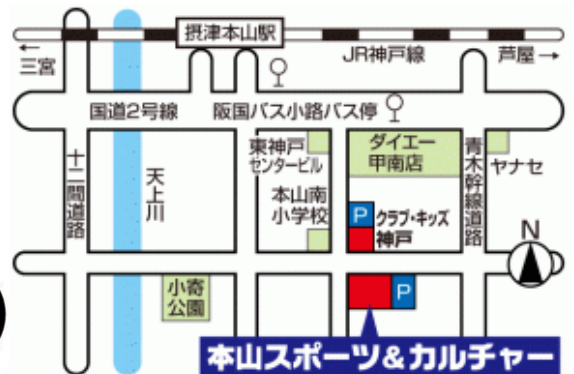 摂津本山駅
←
三宮
JR神戸線
芦屋→
国道2号線
阪国バス小路バス停
十二間道路
天上川
東神戸
センタービル
ダイエー
甲南店
青木幹線道路
ヤナセ
本山南
小学校
P
クラブ・キッズ
神戸
N
小寄
公園
P
本山スポーツ&カルチャー